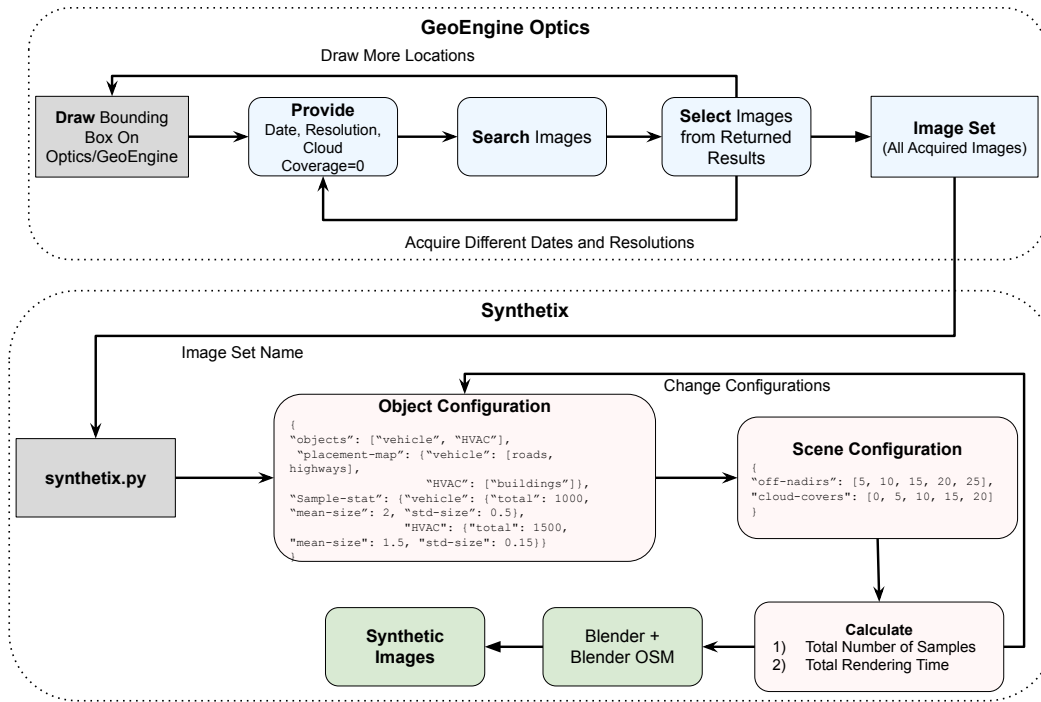 GeoEngine Optics
Draw More Locations
Draw Bounding
Box On
Optics/GeoEngine
Provide
Date, Resolution,
Cloud
Coverage=0
Search Images
Select Images
from Returned
Results
Image Set
(All Acquired Images)
Acquire Different Dates and Resolutions
Synthetix
Image Set Name
Change Configurations
synthetix.py
Object Configuration
{
“objects”: [“vehicle”, “HVAC”],
“placement-map”: {“vehicle”: [roads,
highways],
“HVAC”: [“buildings”]},
“Sample-stat”: {“vehicle”: {“total”: 1000,
“mean-size”: 2, “std-size”: 0.5},
"HVAC": {"total": 1500,
"mean-size": 1.5, "std-size": 0.15}}
}
Scene Configuration
{
“off-nadirs": [5, 10, 15, 20, 25],
"cloud-covers": [0, 5, 10, 15, 20]
}
Calculate
1) Total Number of Samples
2) Total Rendering Time
Blender +
Blender OSM
Synthetic
Images